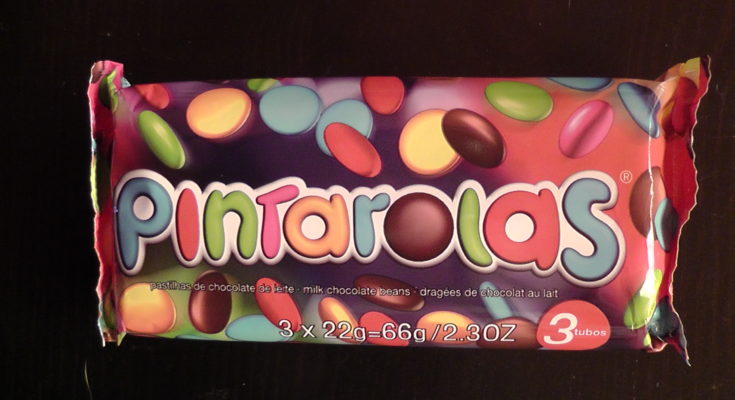 pintarolas®
pastilhas de chocolate de leite - milk chocolate beans - dragées de chocolat au lait
3 x 22g=66g/2.3OZ
3 tubos